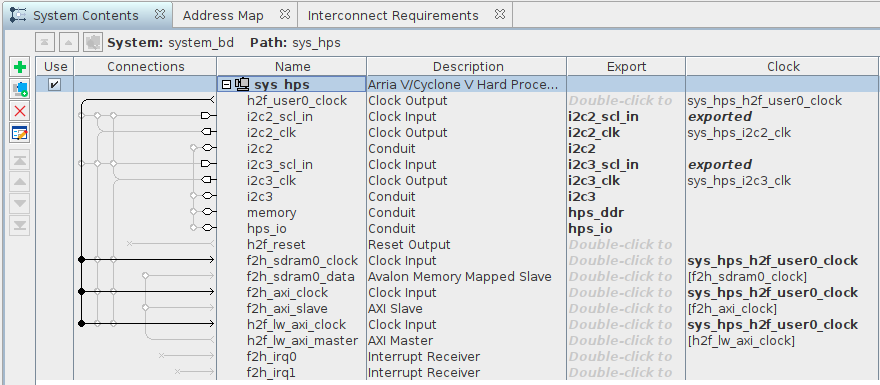 System Contents Address Map Interconnect Requirements
System: system_bd Path: sys_hps
Use Connections Name Description Export Clock
sys_hps Arria V/Cyclone V Hard Proce...
h2f_user0_clock Clock Output Double-click to sys_hps_h2f_user0_clock
i2c2_scl_in Clock Input i2c2_scl_in exported
i2c2_clk Clock Output i2c2_clk sys_hps_i2c2_clk
i2c2 Conduit i2c2
i2c3_scl_in Clock Input i2c3_scl_in exported
i2c3_clk Clock Output i2c3_clk sys_hps_i2c3_clk
i2c3 Conduit i2c3
memory Conduit hps_ddr
hps_io Conduit hps_io
h2f_reset Reset Output Double-click to
f2h_sdram0_clock Clock Input Double-click to sys_hps_h2f_user0_clock
f2h_sdram0_data Avalon Memory Mapped Slave Double-click to [f2h_sdram0_clock]
f2h_axi_clock Clock Input Double-click to sys_hps_h2f_user0_clock
f2h_axi_slave AXI Slave Double-click to [f2h_axi_clock]
h2f_lw_axi_clock Clock Input Double-click to sys_hps_h2f_user0_clock
h2f_lw_axi_master AXI Master Double-click to [h2f_lw_axi_clock]
f2h_irq0 Interrupt Receiver Double-click to
f2h_irq1 Interrupt Receiver Double-click to